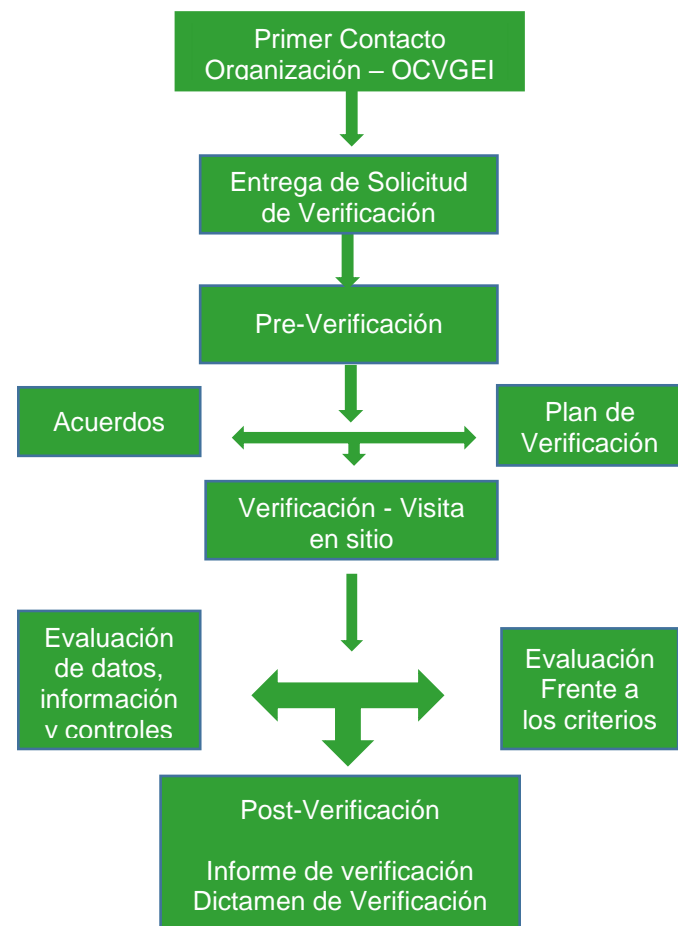 Primer Contacto
Organización – OCVGEI
Entrega de Solicitud
de Verificación
Pre-Verificación
Acuerdos
Plan de
Verificación
Verificación - Visita
en sitio
Evaluación
de datos,
información
y controles
Evaluación
Frente a
los criterios
Post-Verificación
Informe de verificación
Dictamen de Verificación